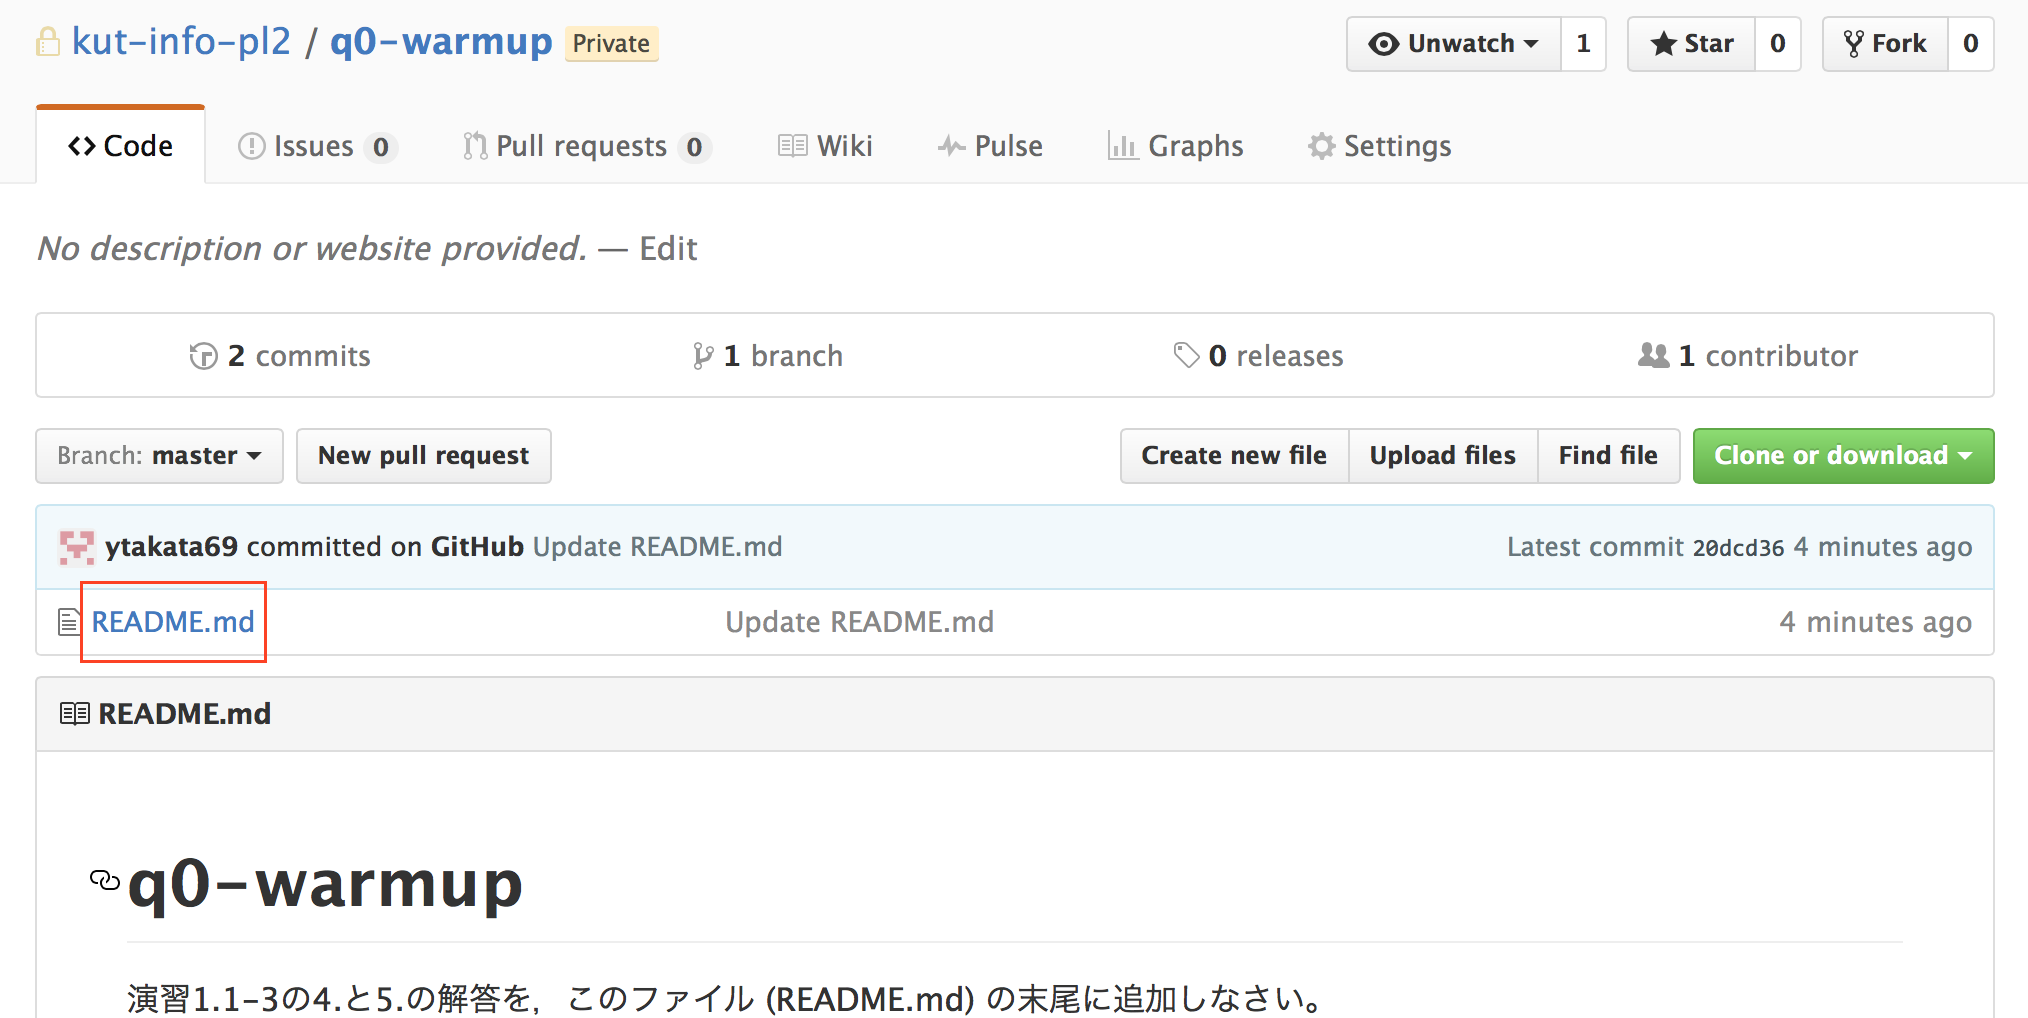 kut-info-pl2 / q0-warmup Private Unwatch 1 Star 0 Fork 0
Code Issues 0 Pull requests 0 Wiki Pulse Graphs Settings
No description or website provided. — Edit
2 commits 1 branch 0 releases 1 contributor
Branch: master New pull request Create new file Upload files Find file Clone or download
ytakata69 committed on GitHub Update README.md Latest commit 20dcd36 4 minutes ago
README.md Update README.md 4 minutes ago
README.md
q0-warmup
演習1.1-3の4.と5.の解答を，このファイル (README.md) の末尾に追加しなさい。